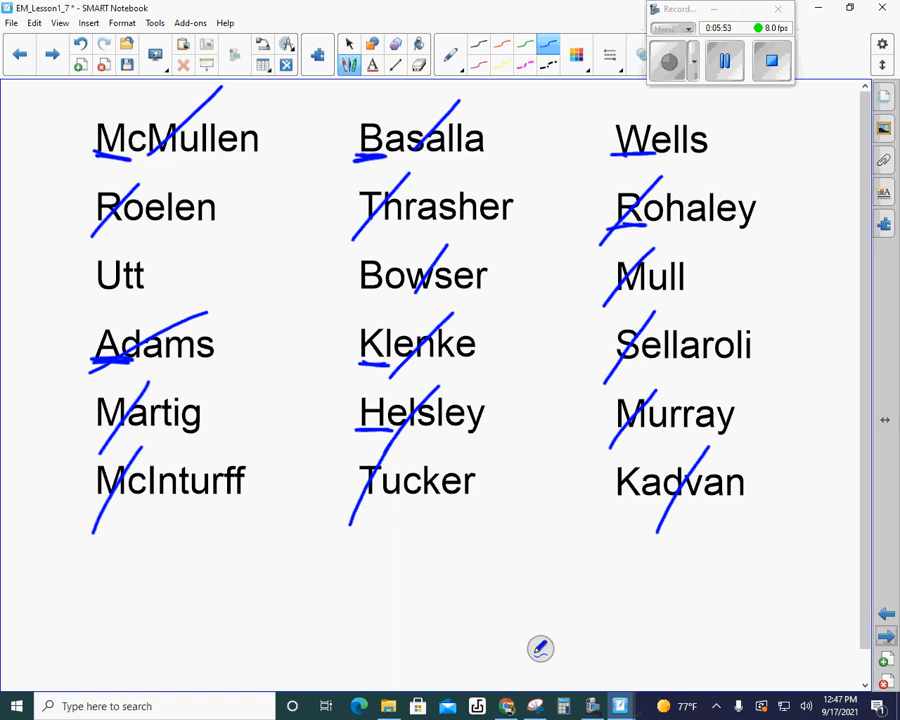 EM_Lesson1_7 * - SMART Notebook
Record...
File Edit View Insert Format Tools Add-ons Help
Menu 0:05:53 8.0 fps
McMullen Basalla Wells
Roelen Thrasher Rohaley
Utt Bowser Mull
Adams Klenke Sellaroli
Martig Helsley Murray
McInturff Tucker Kadvan
Type here to search
77°F
12:47 PM
9/17/2021
1